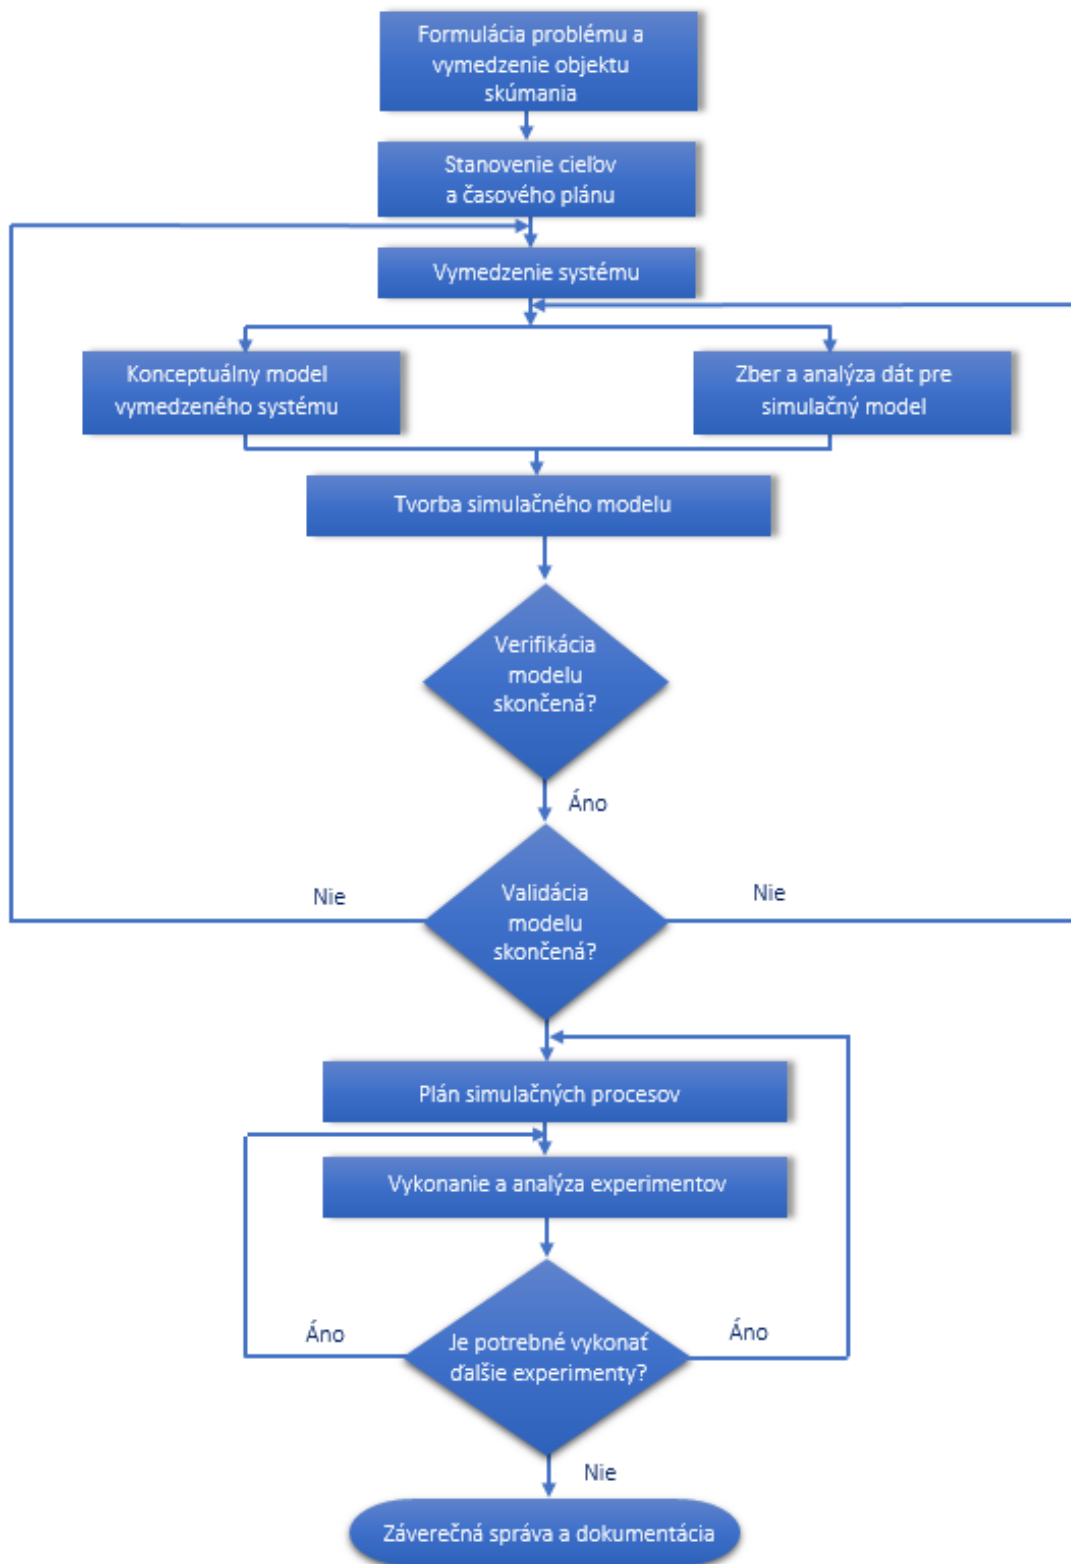 Formulácia problému a
vymedzenie objektu
skúmania
Stanovenie cieľov
a časového plánu
Vymedzenie systému
Konceptuálny model
vymedzeného systému
Zber a analýza dát pre
simulačný model
Tvorba simulačného modelu
Verifikácia
modelu
skončená?
Áno
Nie
Validácia
modelu
skončená?
Nie
Plán simulačných procesov
Vykonanie a analýza experimentov
Áno
Je potrebné vykonať
ďalšie experimenty?
Áno
Nie
Záverečná správa a dokumentácia